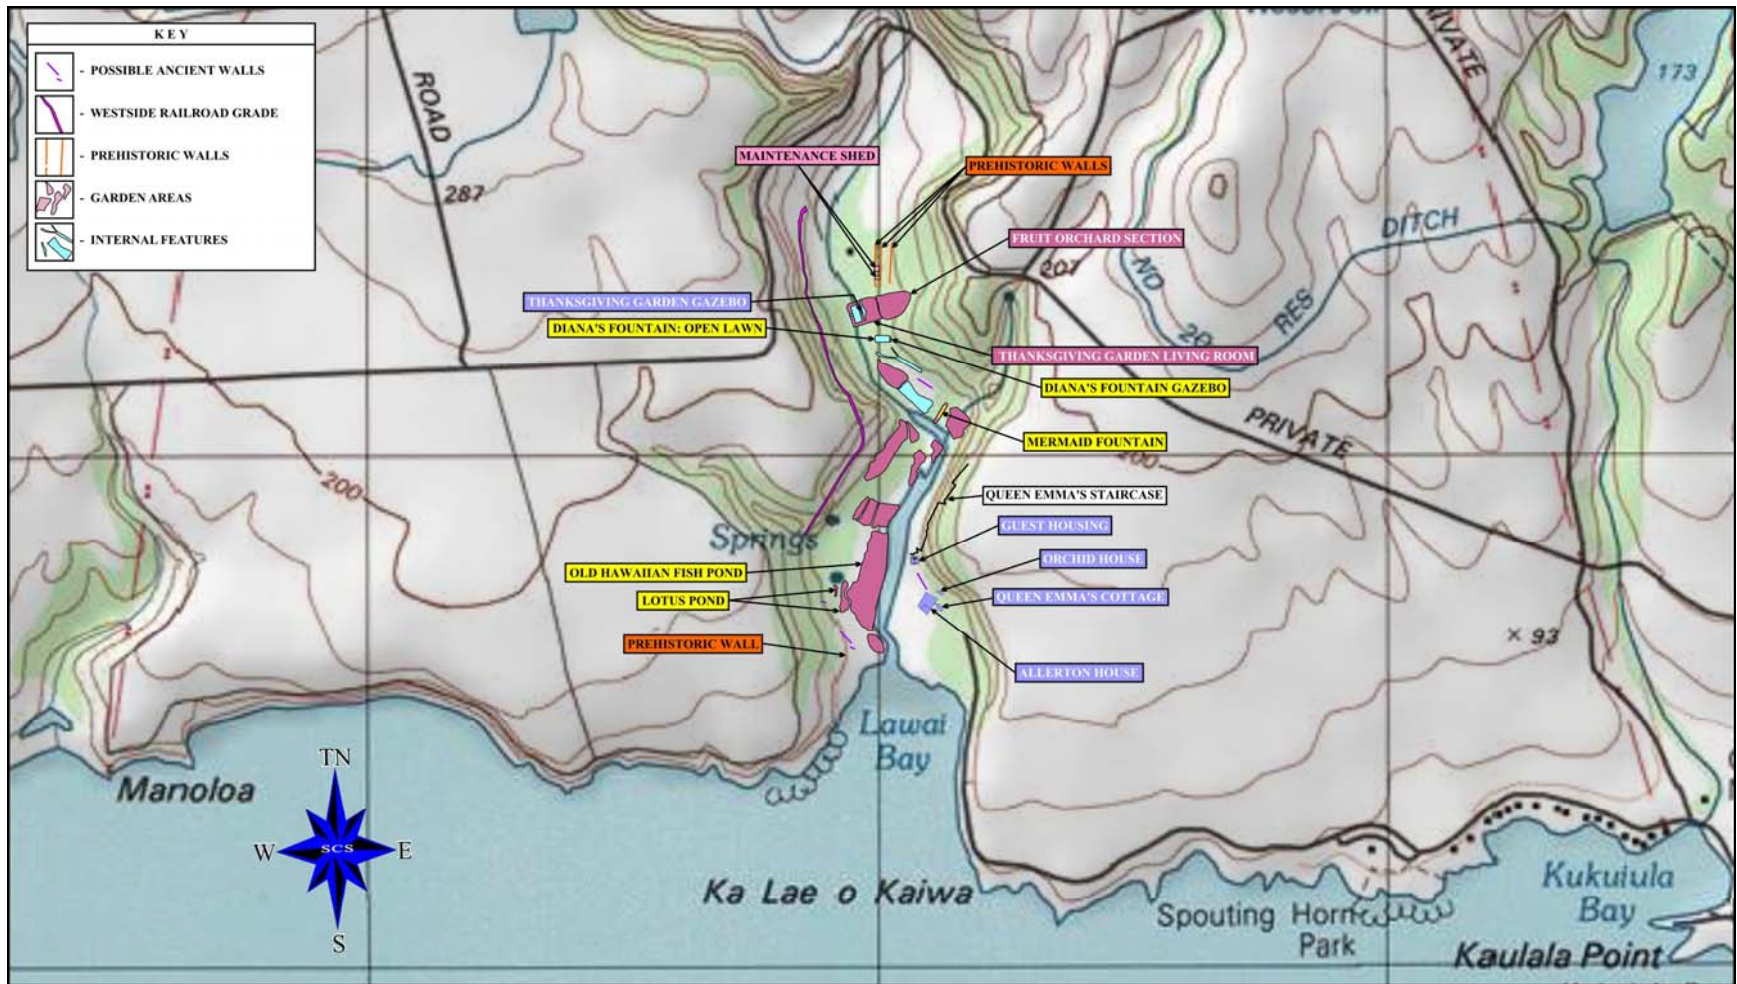 KEY
- POSSIBLE ANCIENT WALLS
- WESTSIDE RAILROAD GRADE
- PREHISTORIC WALLS
- GARDEN AREAS
- INTERNAL FEATURES
ROAD
287
PRIVATE
173
MAINTENANCE SHED
PREHISTORIC WALLS
DITCH
FRUIT ORCHARD SECTION
207
NO
RES
20
THANKSGIVING GARDEN GAZEBO
DIANA'S FOUNTAIN: OPEN LAWN
THANKSGIVING GARDEN LIVING ROOM
DIANA'S FOUNTAIN GAZEBO
PRIVATE
MERMAID FOUNTAIN
200
200
QUEEN EMMA'S STAIRCASE
GUEST HOUSING
Springs
ORCHID HOUSE
OLD HAWAIIAN FISH POND
LOTUS POND
QUEEN EMMA'S COTTAGE
PREHISTORIC WALL
× 93
ALLERTON HOUSE
Lawai
Bay
TN
Manoloa
W
SCS
E
S
Ka Lae o Kaiwa
Spouting Horn
Park
Kukuiula
Bay
Kaulala Point